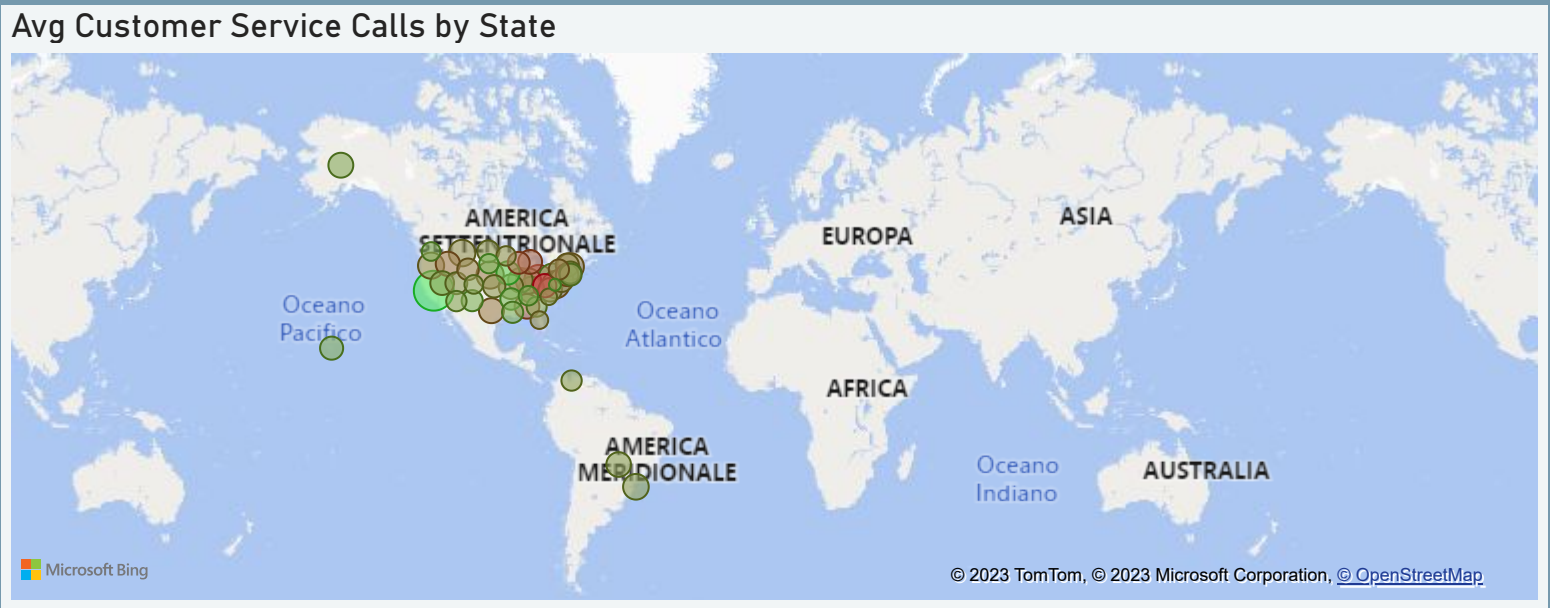 Avg Customer Service Calls by State
AMERICA
SETTENTRIONALE
EUROPA
ASIA
Oceano
Pacifico
Oceano
Atlantico
AFRICA
AMERICA
MERIDIONALE
Oceano
Indiano
AUSTRALIA
Microsoft Bing
© 2023 TomTom, © 2023 Microsoft Corporation, © OpenStreetMap